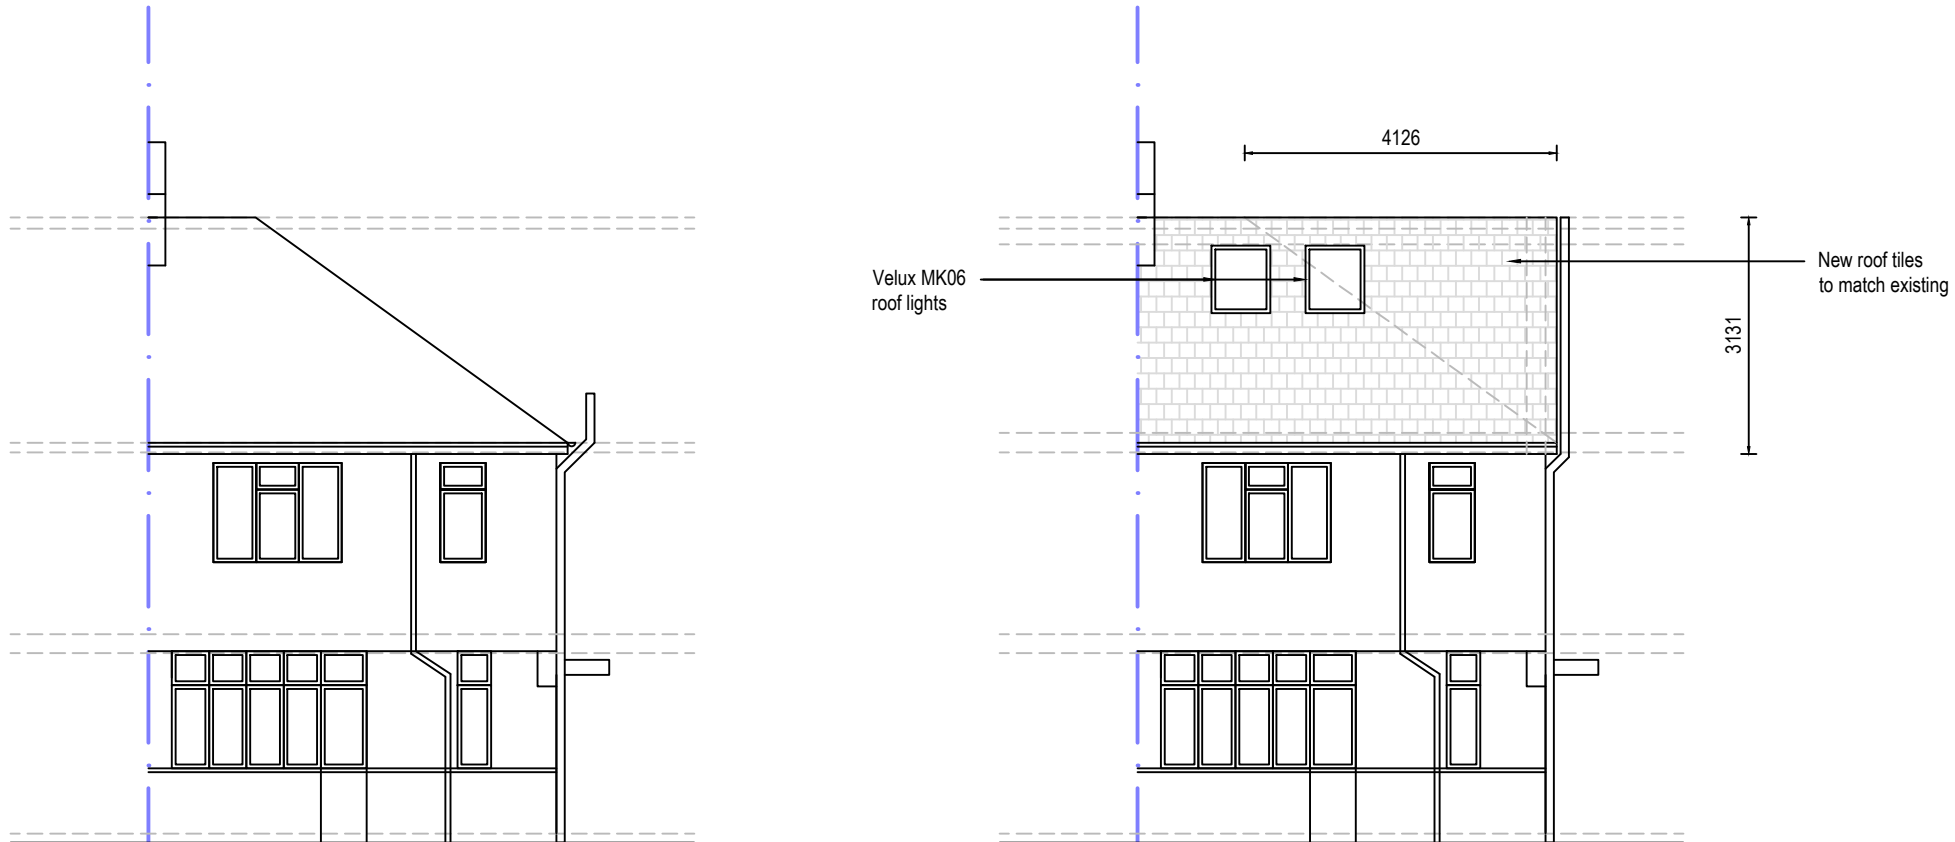 4126
Velux MK06
roof lights
New roof tiles
to match existing
3131